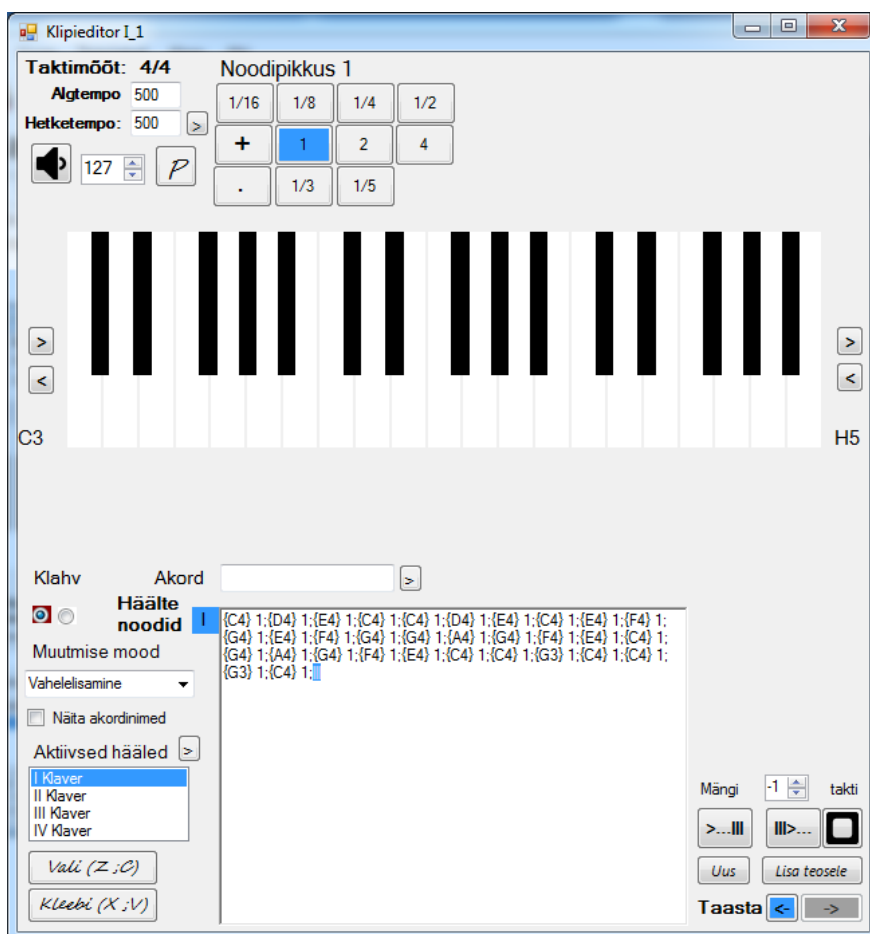 Klipieditor I_1
Taktimõõt: 4/4
Noodipikkus 1
Algtempo 500
Hetketempo: 500 >
1/16 1/8 1/4 1/2
+ 1 2 4
. 1/3 1/5
127 P
>
<
C3
>
<
H5
Klahv Akord >
Häälte noodid I
{C4} 1;{D4} 1;{E4} 1;{C4} 1;{C4} 1;{D4} 1;{E4} 1;{C4} 1;{E4} 1;{F4} 1;
{G4} 1;{E4} 1;{F4} 1;{G4} 1;{G4} 1;{A4} 1;{G4} 1;{F4} 1;{E4} 1;{C4} 1;
{G4} 1;{A4} 1;{G4} 1;{F4} 1;{E4} 1;{C4} 1;{C4} 1;{G3} 1;{C4} 1;{C4} 1;
{G3} 1;{C4} 1;
Muutmise mood
Vahelelisamine
Näita akordinimed
Aktiivsed hääled >
I Klaver
II Klaver
III Klaver
IV Klaver
Vali (Z ;C)
Kleebi (X ;V)
Mängi -1 takti
>...III III>...
Uus Lisa teosele
Taasta <- ->